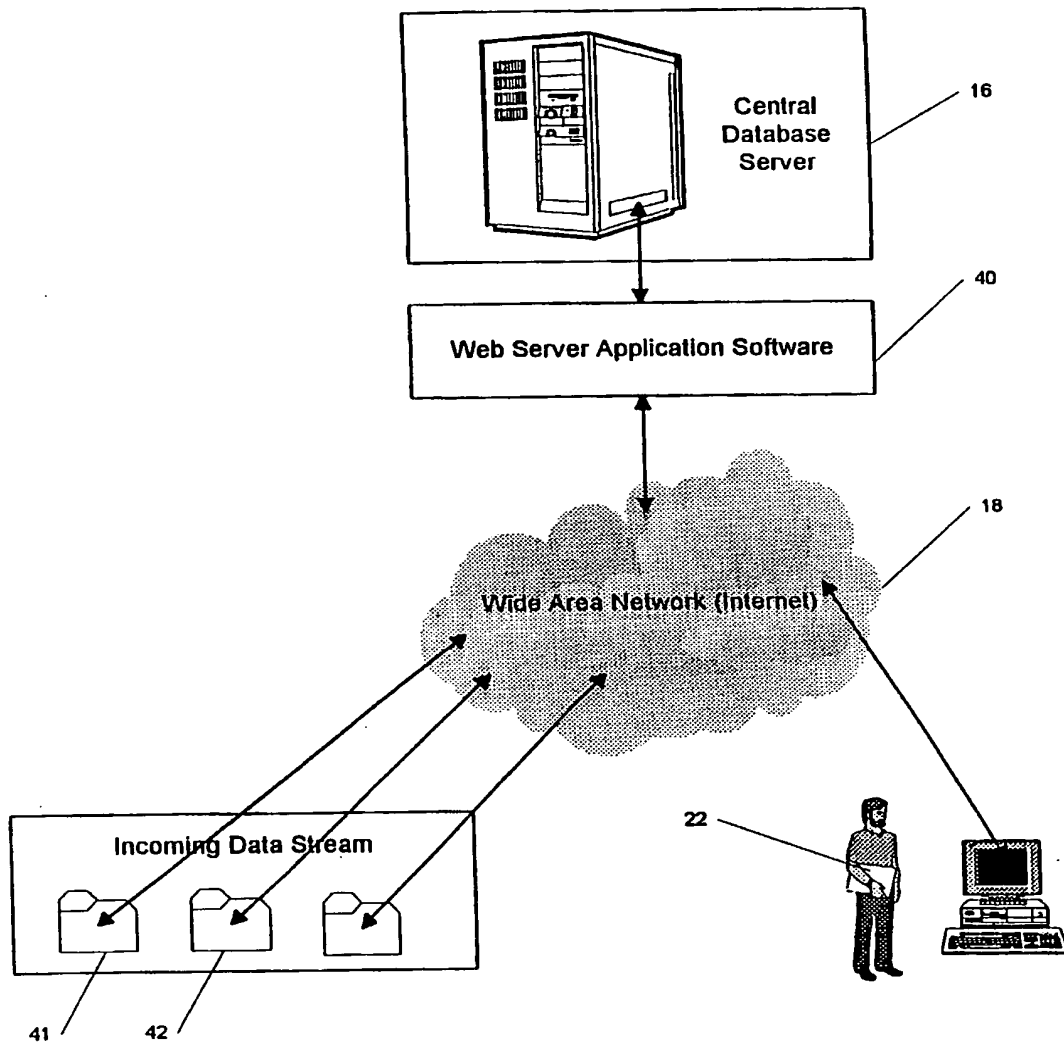 Central
Database
Server
16
40
Web Server Application Software
18
Wide Area Network (Internet)
22
Incoming Data Stream
41
42